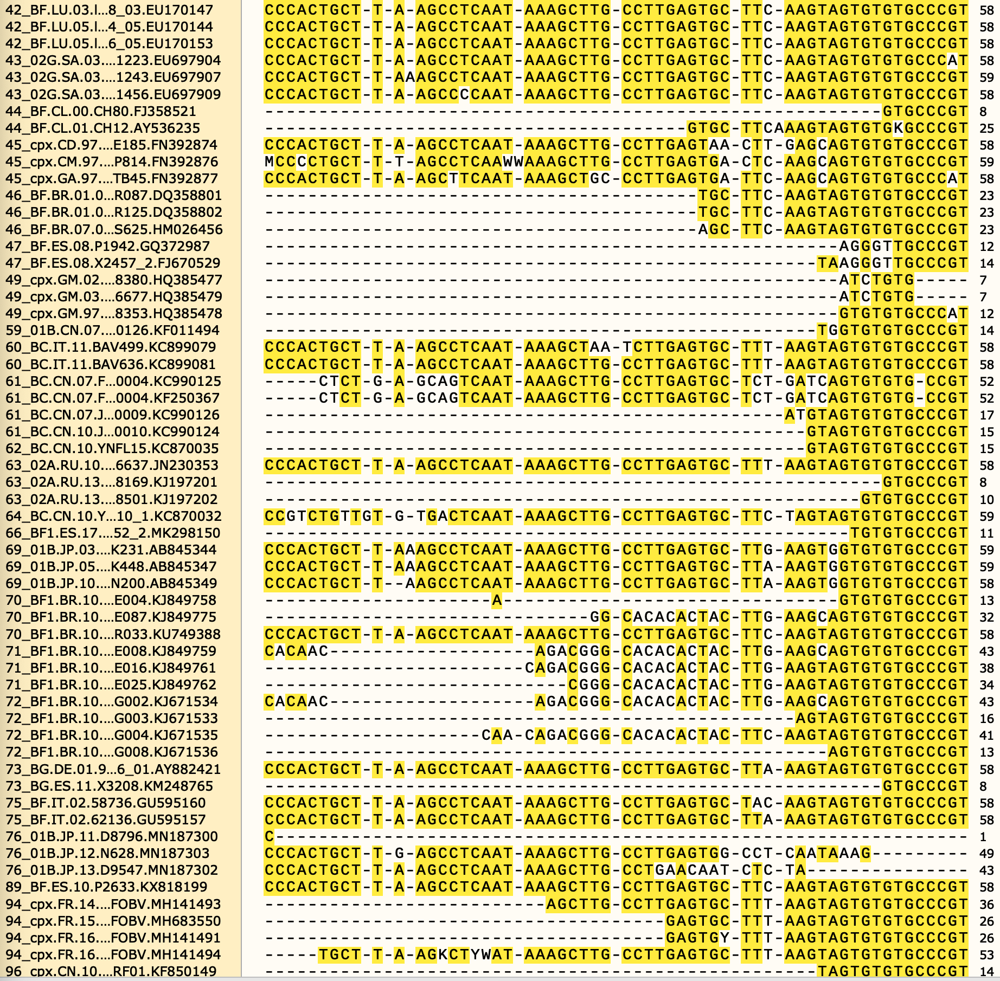 42_BF.LU.03.l...8_03.EU170147 CCCACTGCT-T-A-AGCCTCAAT-AAAGCTTG-CCTTGAGTGC-TTC-AAGTAGTGTGTGCCCGT 58
42_BF.LU.05.l...4_05.EU170144 CCCACTGCT-T-A-AGCCTCAAT-AAAGCTTG-CCTTGAGTGC-TTC-AAGTAGTGTGTGCCCGT 58
42_BF.LU.05.l...6_05.EU170153 CCCACTGCT-T-A-AGCCTCAAT-AAAGCTTG-CCTTGAGTGC-TTC-AAGTAGTGTGTGCCCGT 58
43_02G.SA.03....1223.EU697904 CCCACTGCT-T-A-AGCCTCAAT-AAAGCTTG-CCTTGAGTGC-TTC-AAGTAGTGTGTGCCCAT 58
43_02G.SA.03....1243.EU697907 CCCACTGCT-T-AAAGCCTCAAT-AAAGCTTG-CCTTGAGTGC-TTC-AAGTAGTGTGTGCCCGT 59
43_02G.SA.03....1456.EU697909 CCCACTGCT-T-A-AGCCCCAAT-AAAGCTTG-CCTTGAGTGC-TTC-AAGTAGTGTGTGCCCGT 58
44_BF.CL.00.CH80.FJ358521 ---------------------------------------------------------GTGCCCGT 8
44_BF.CL.01.CH12.AY536235 ---------------------------------------GTGC-TTCAAAGTAGTGTGKGCCCGT 25
45_cpx.CD.97....E185.FN392874 CCCACTGCT-T-A-AGCCTCAAT-AAAGCTTG-CCTTGAGTAA-CTT-GAGCAGTGTGTGCCCGT 58
45_cpx.CM.97....P814.FN392876 MCCCCTGCT-T-T-AGCCTCAAWWAAAGCTTG-CCTTGAGTGA-CTC-AAGCAGTGTGTGCCCGT 59
45_cpx.GA.97....TB45.FN392877 CCCACTGCT-T-A-AGCTTCAAT-AAAGCTGC-CCTTGAGTGA-TTC-AAGCAGTGTGTGCCCAT 58
46_BF.BR.01.0...R087.DQ358801 ----------------------------------------TGC-TTC-AAGTAGTGTGTGCCCGT 23
46_BF.BR.01.0...R125.DQ358802 ----------------------------------------TGC-TTC-AAGTAGTGTGTGCCCGT 23
46_BF.BR.07.0...S625.HM026456 ----------------------------------------AGC-TTC-AAGTAGTGTGTGCCCGT 23
47_BF.ES.08.P1942.GQ372987 -----------------------------------------------------AGGGTTGCCCGT 12
47_BF.ES.08.X2457_2.FJ670529 ---------------------------------------------------TAAGGGTTGCCCGT 14
49_cpx.GM.02....8380.HQ385477 -----------------------------------------------------ATCTGTG----- 7
49_cpx.GM.03....6677.HQ385479 -----------------------------------------------------ATCTGTG----- 7
49_cpx.GM.97....8353.HQ385478 -----------------------------------------------------GTGTGTGCCCAT 12
59_01B.CN.07....0126.KF011494 ---------------------------------------------------TGGTGTGTGCCCGT 14
60_BC.IT.11.BAV499.KC899079 CCCACTGCT-T-A-AGCCTCAAT-AAAGCTAA-TCTTGAGTGC-TTT-AAGTAGTGTGTGCCCGT 58
60_BC.IT.11.BAV636.KC899081 CCCACTGCT-T-A-AGCCTCAAT-AAAGCTTG-CCTTGAGTGC-TTT-AAGTAGTGTGTGCCCGT 58
61_BC.CN.07.F...0004.KC990125 -----CTCT-G-A-GCAGTCAAT-AAAGCTTG-CCTTGAGTGC-TCT-GATCAGTGTGTG-CCGT 52
61_BC.CN.07.F...0004.KF250367 -----CTCT-G-A-GCAGTCAAT-AAAGCTTG-CCTTGAGTGC-TCT-GATCAGTGTGTG-CCGT 52
61_BC.CN.07.J...0009.KC990126 ------------------------------------------------ATGTAGTGTGTGCCCGT 17
61_BC.CN.10.J...0010.KC990124 --------------------------------------------------GTAGTGTGTGCCCGT 15
62_BC.CN.10.YNFL15.KC870035 --------------------------------------------------GTAGTGTGTGCCCGT 15
63_02A.RU.10....6637.JN230353 CCCACTGCT-T-A-AGCCTCAAT-AAAGCTTG-CCTTGAGTGC-TTT-AAGTAGTGTGTGCCCGT 58
63_02A.RU.13....8169.KJ197201 ---------------------------------------------------------GTGCCCGT 8
63_02A.RU.13....8501.KJ197202 -------------------------------------------------------GTGTGCCCGT 10
64_BC.CN.10.Y...10_1.KC870032 CCGTCTGTTGT-G-TGACTCAAT-AAAGCTTG-CCTTGAGTGC-TTC-TAGTAGTGTGTGCCCGT 59
66_BF1.ES.17....52_2.MK298150 ------------------------------------------------------TGTGTGCCCGT 11
69_01B.JP.03....K231.AB845344 CCCACTGCT-T-AAAGCCTCAAT-AAAGCTTG-CCTTGAGTGC-TTG-AAGTGGTGTGTGCCCGT 59
69_01B.JP.05....K448.AB845347 CCCACTGCT-T-AAAGCCTCAAT-AAAGCTTG-CCTTGAGTGC-TTA-AAGTGGTGTGTGCCCGT 59
69_01B.JP.10....N200.AB845349 CCCACTGCT-T--AAGCCTCAAT-AAAGCTTG-CCTTGAGTGC-TTA-AAGTGGTGTGTGCCCGT 58
70_BF1.BR.10....E004.KJ849758 ---------------------A-------------------------------GTGTGTGCCCGT 13
70_BF1.BR.10....E087.KJ849775 ------------------------------GG-CACACACTAC-TTG-AAGCAGTGTGTGCCCGT 32
70_BF1.BR.10....R033.KU749388 CCCACTGCT-T-A-AGCCTCAAT-AAAGCTTG-CCTTGAGTGC-TTC-AAGTAGTGTGTGCCCGT 58
71_BF1.BR.10....E008.KJ849759 CACAAC-------------------AGACGGG-CACACACTAC-TTG-AAGCAGTGTGTGCCCGT 43
71_BF1.BR.10....E016.KJ849761 ------------------------CAGACGGG-CACACACTAC-TTG-AAGTAGTGTGTGCCCGT 38
71_BF1.BR.10....E025.KJ849762 ----------------------------CGGG-CACACACTAC-TTG-AAGTAGTGTGTGCCCGT 34
72_BF1.BR.10....G002.KJ671534 CACAAC-------------------AGACGGG-CACACACTAC-TTG-AAGCAGTGTGTGCCCGT 43
72_BF1.BR.10....G003.KJ671533 -------------------------------------------------AGTAGTGTGTGCCCGT 16
72_BF1.BR.10....G004.KJ671535 --------------------CAA-CAGACGGG-CACACACTAC-TTC-AAGTAGTGTGTGCCCGT 41
72_BF1.BR.10....G008.KJ671536 ----------------------------------------------------AGTGTGTGCCCGT 13
73_BG.DE.01.9...6_01.AY882421 CCCACTGCT-T-A-AGCCTCAAT-AAAGCTTG-CCTTGAGTGC-TTA-AAGTAGTGTGTGCCCGT 58
73_BG.ES.11.X3208.KM248765 ---------------------------------------------------------GTGCCCGT 8
75_BF.IT.02.58736.GU595160 CCCACTGCT-T-A-AGCCTCAAT-AAAGCTTG-CCTTGAGTGC-TAC-AAGTAGTGTGTGCCCGT 58
75_BF.IT.02.62136.GU595157 CCCACTGCT-T-A-AGCCTCAAT-AAAGCTTG-CCTTGAGTGC-TTA-AAGTAGTGTGTGCCCGT 58
76_01B.JP.11.D8796.MN187300 C---------------------------------------------------------------- 1
76_01B.JP.12.N628.MN187303 CCCACTGCT-T-G-AGCCTCAAT-AAAGCTTG-CCTTGAGTGG-CCT-CAATAAAG--------- 49
76_01B.JP.13.D9547.MN187302 CCCACTGCT-T-A-AGCCTCAAT-AAAGCTTG-CCTGAACAAT-CTC-TA--------------- 43
89_BF.ES.10.P2633.KX818199 CCCACTGCT-T-A-AGCCTCAAT-AAAGCTTG-CCTTGAGTGC-TTC-AAGTAGTGTGTGCCCGT 58
94_cpx.FR.14....FOBV.MH141493 --------------------------AGCTTG-CCTTGAGTGC-TTT-AAGTAGTGTGTGCCCGT 36
94_cpx.FR.15....FOBV.MH683550 -------------------------------------GAGTGC-TTT-AAGTAGTGTGTGCCCGT 26
94_cpx.FR.16....FOBV.MH141491 -------------------------------------GAGTGY-TTT-AAGTAGTGTGTGCCCGT 26
94_cpx.FR.16....FOBV.MH141494 -----TGCT-T-A-AGKCTYWAT-AAAGCTTG-CCTTGAGTGC-TTT-AAGTAGTGTGTGCCCGT 53
96_cpx.CN.10....RF01.KF850149 ---------------------------------------------------TAGTGTGTGCCCGT 14